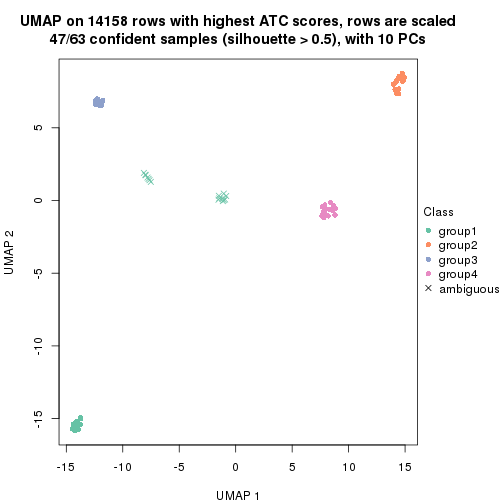 UMAP on 14158 rows with highest ATC scores, rows are scaled
47/63 confident samples (silhouette > 0.5), with 10 PCs
5
0
-5
-10
-15
UMAP 2
-15
-10
-5
0
5
10
15
UMAP 1
Class
group1
group2
group3
group4
ambiguous